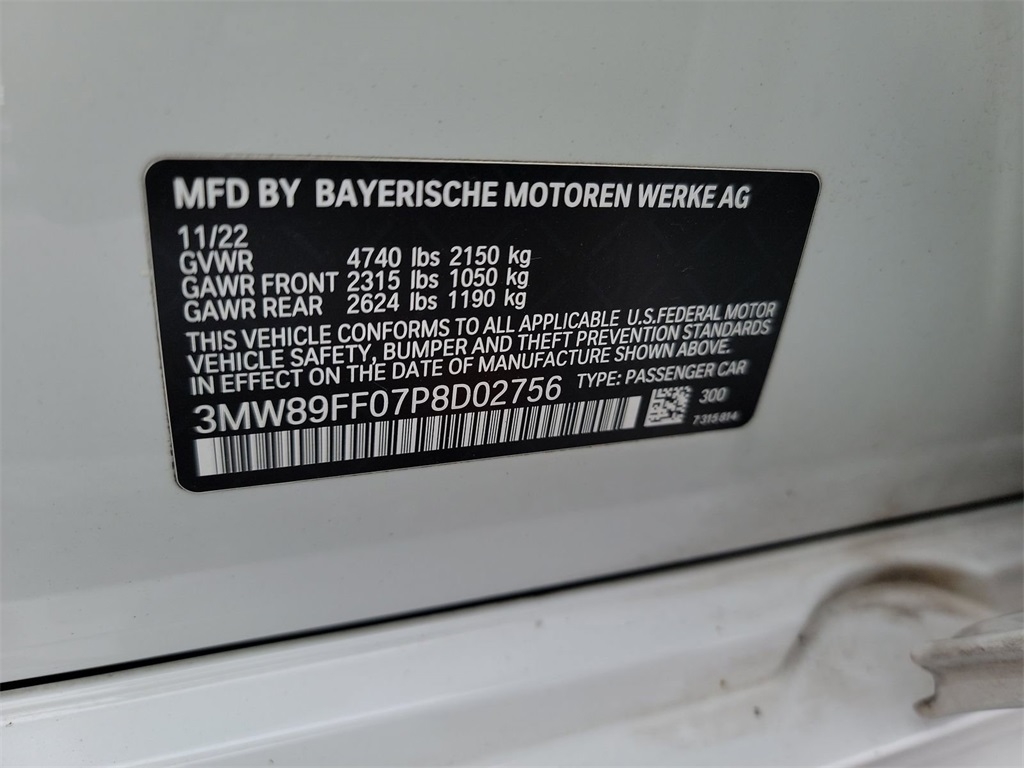 MFD BY BAYERISCHE MOTOREN WERKE AG
11/22
GVWR 4740 lbs 2150 kg
GAWR FRONT 2315 lbs 1050 kg
GAWR REAR 2624 lbs 1190 kg
THIS VEHICLE CONFORMS TO ALL APPLICABLE U.S.FEDERAL MOTOR
VEHICLE SAFETY, BUMPER AND THEFT PREVENTION STANDARDS
IN EFFECT ON THE DATE OF MANUFACTURE SHOWN ABOVE.
3MW89FF07P8D02756 TYPE: PASSENGER CAR
300
7315814